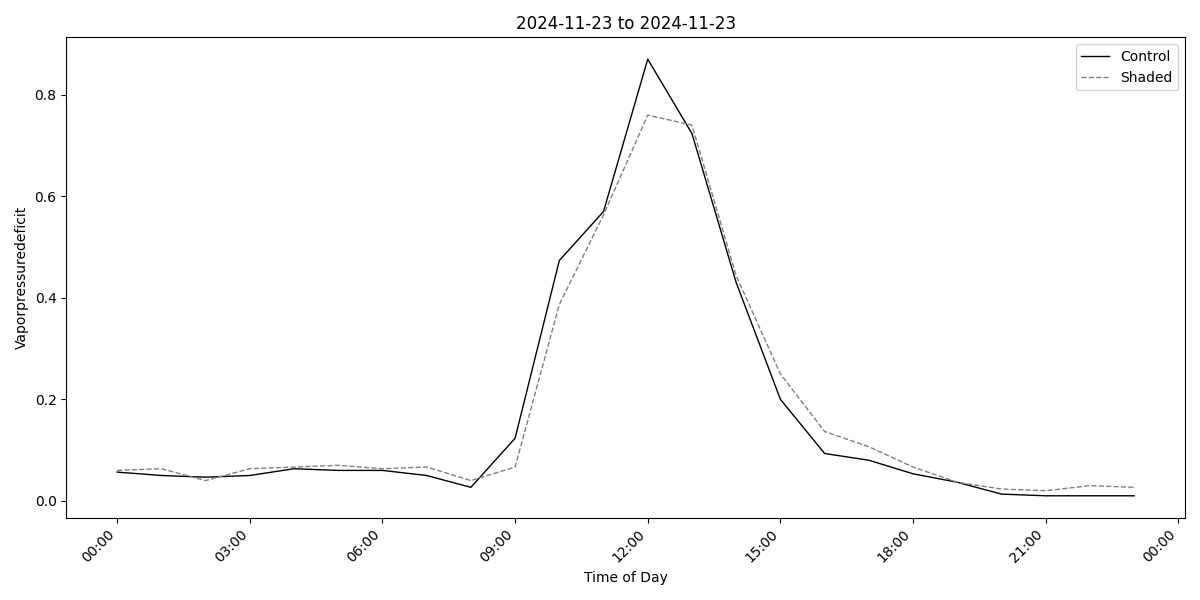 2024-11-23 to 2024-11-23
Control
Shaded
Vaporpressuredeficit
0.8
0.6
0.4
0.2
0.0
00:00
03:00
06:00
09:00
12:00
15:00
18:00
21:00
00:00
Time of Day